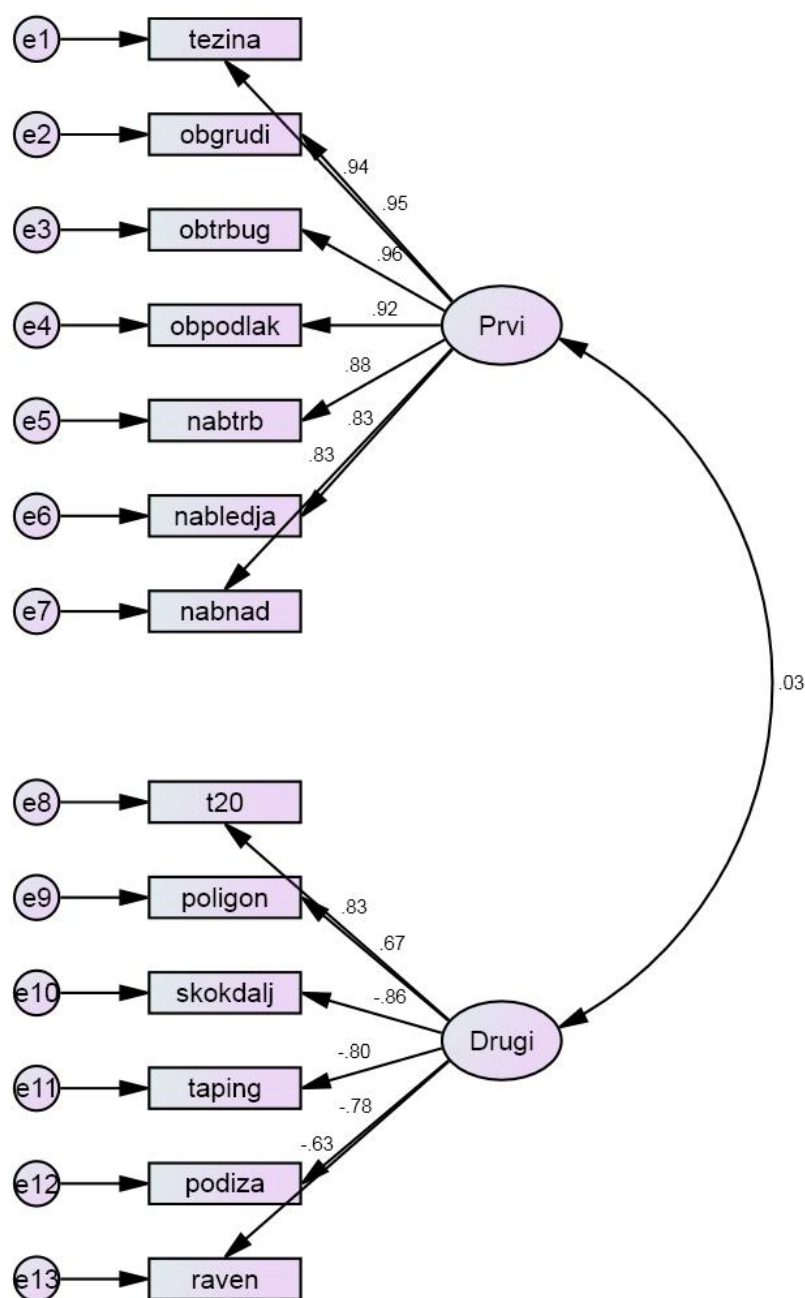 e1 tezina
e2 obgrudi
.94
.95
e3 obtrbug
.96
e4 obpodlak .92 Prvi
.88
e5 nabtrb .83
.83
e6 nabledja
e7 nabnad
.03
e8 t20
e9 poligon .83
.67
e10 skokdalj -.86
Drugi
e11 taping -.80
-.78
-.63
e12 podiza
e13 raven